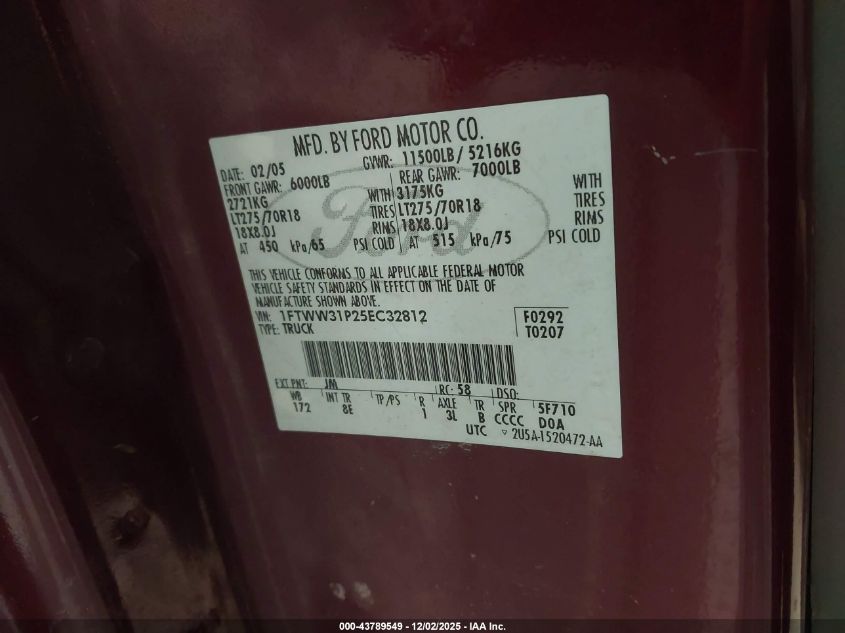 MFD. BY FORD MOTOR CO.
DATE: 02/05 GVWR: 11500LB / 5216KG
FRONT GAWR: 6000LB REAR GAWR: 7000LB
2721KG WITH 3175KG WITH
LT275/70R18 TIRES LT275/70R18 TIRES
18X8.0J RIMS 18X8.0J RIMS
AT 450 kPa/65 PSI COLD AT 515 kPa/75 PSI COLD
Ford
THIS VEHICLE CONFORMS TO ALL APPLICABLE FEDERAL MOTOR
VEHICLE SAFETY STANDARDS IN EFFECT ON THE DATE OF
MANUFACTURE SHOWN ABOVE.
VIN: 1FTWW31P25EC32812 F0292
TYPE: TRUCK T0207
EXT PNT: JM RC: 58 DSO:
WB INT TR TP/PS R AXLE TR SPR 5F710
172 8E 1 3L B CCCC DOA
UTC 2U5A-1520472-AA
000-43789549 - 12/02/2025 - IAA Inc.